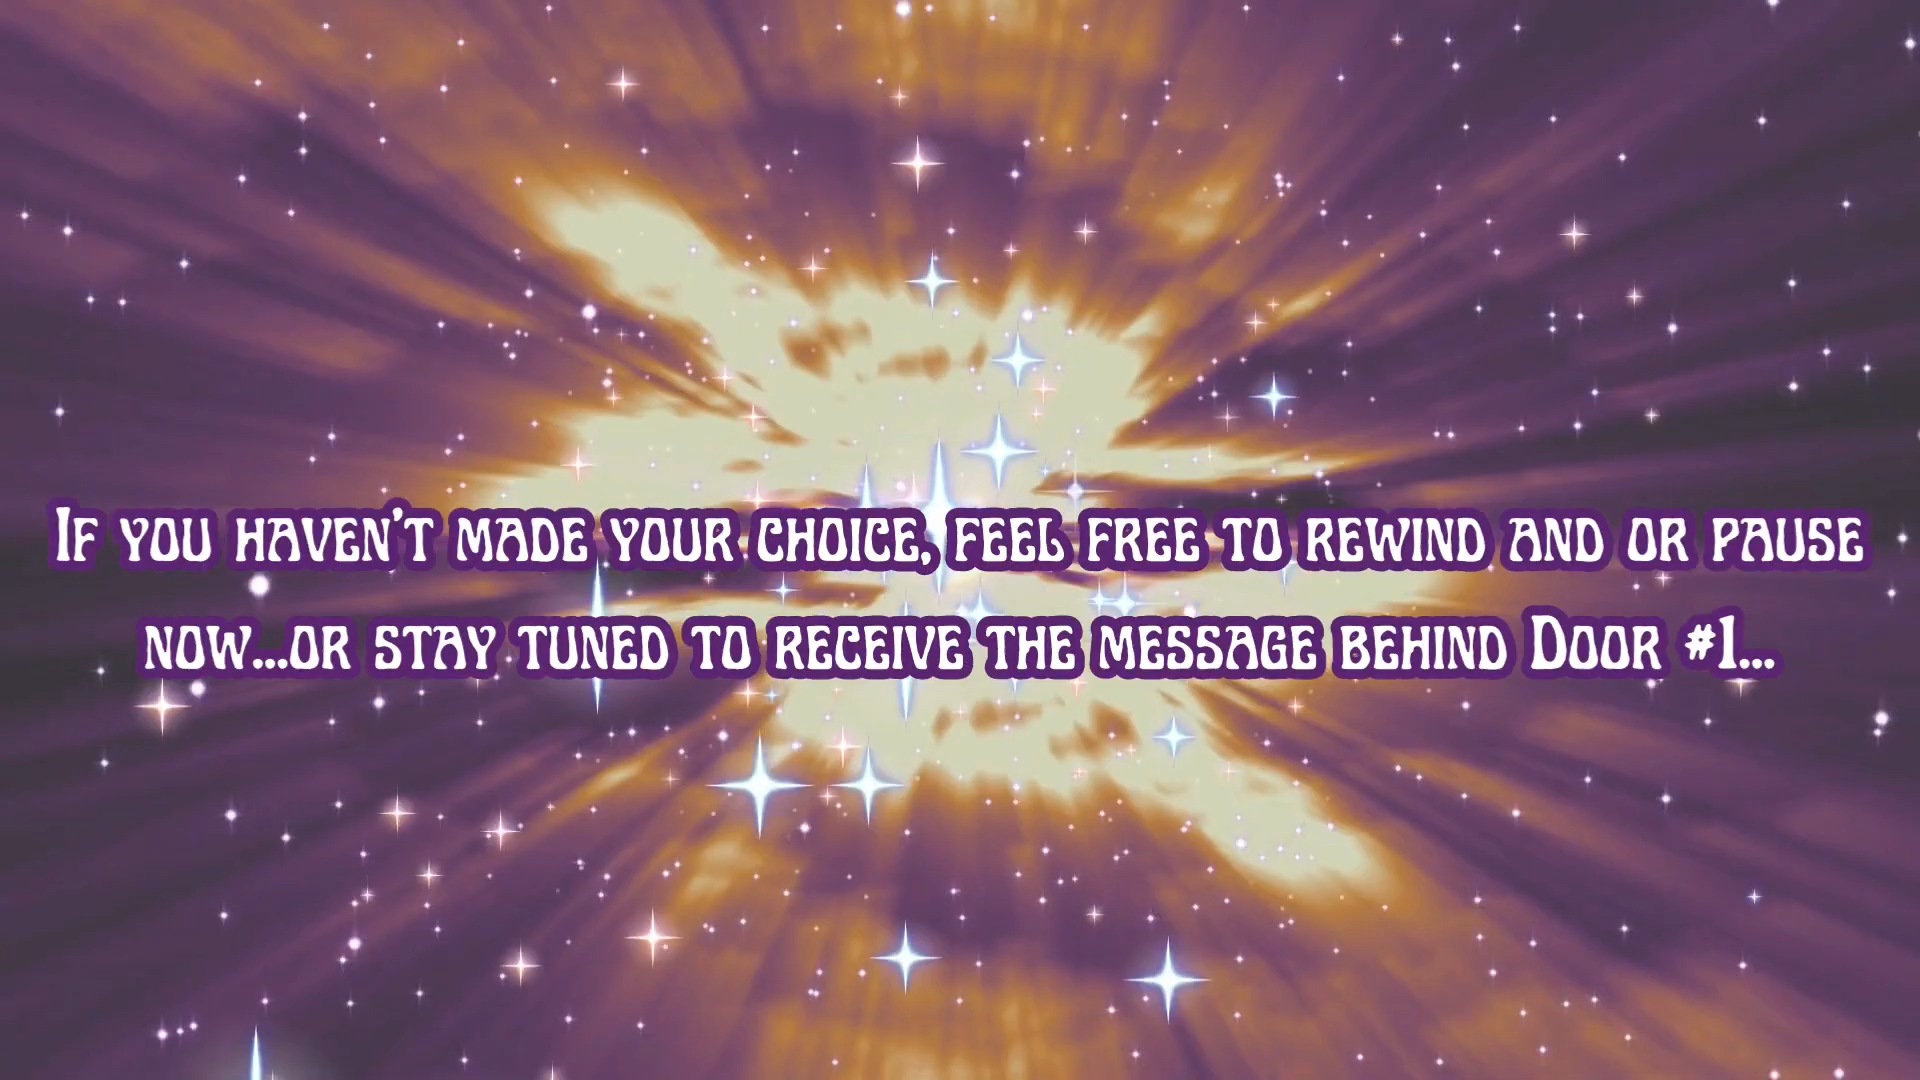 If you haven't made your choice, feel free to rewind and or pause
now...or stay tuned to receive the message behind Door #1...